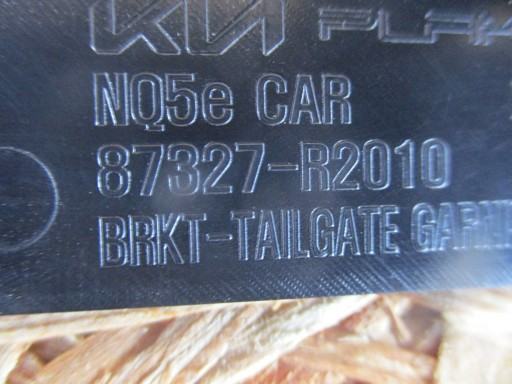 KIA
NQ5e CAR
87327-R2010
BRKT-TAILGATE